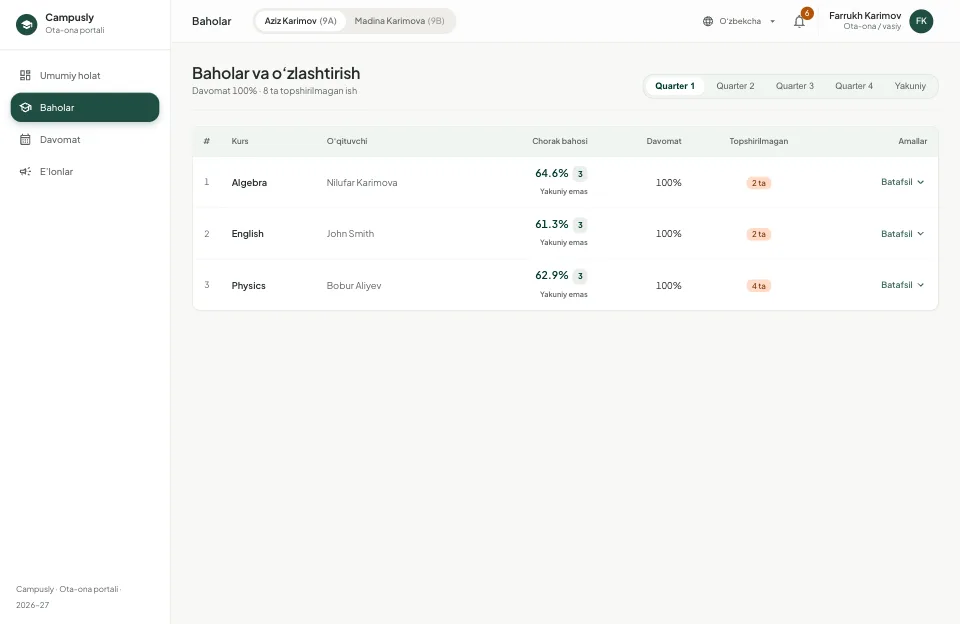 Campusly
Ota-ona portali
Umumiy holat
Baholar
Davomat
E'lonlar
Campusly · Ota-ona portali ·
2026–27
Baholar
Aziz Karimov (9A)
Madina Karimova (9B)
O'zbekcha
6
Farrukh Karimov
Ota-ona / vasiy
FK
Baholar va o‘zlashtirish
Davomat 100% · 8 ta topshirilmagan ish
Quarter 1 Quarter 2 Quarter 3 Quarter 4 Yakuniy
# Kurs O‘qituvchi Chorak bahosi Davomat Topshirilmagan Amallar
1 Algebra Nilufar Karimova 64.6% 3 100% 2 ta Batafsil
Yakuniy emas
2 English John Smith 61.3% 3 100% 2 ta Batafsil
Yakuniy emas
3 Physics Bobur Aliyev 62.9% 3 100% 4 ta Batafsil
Yakuniy emas